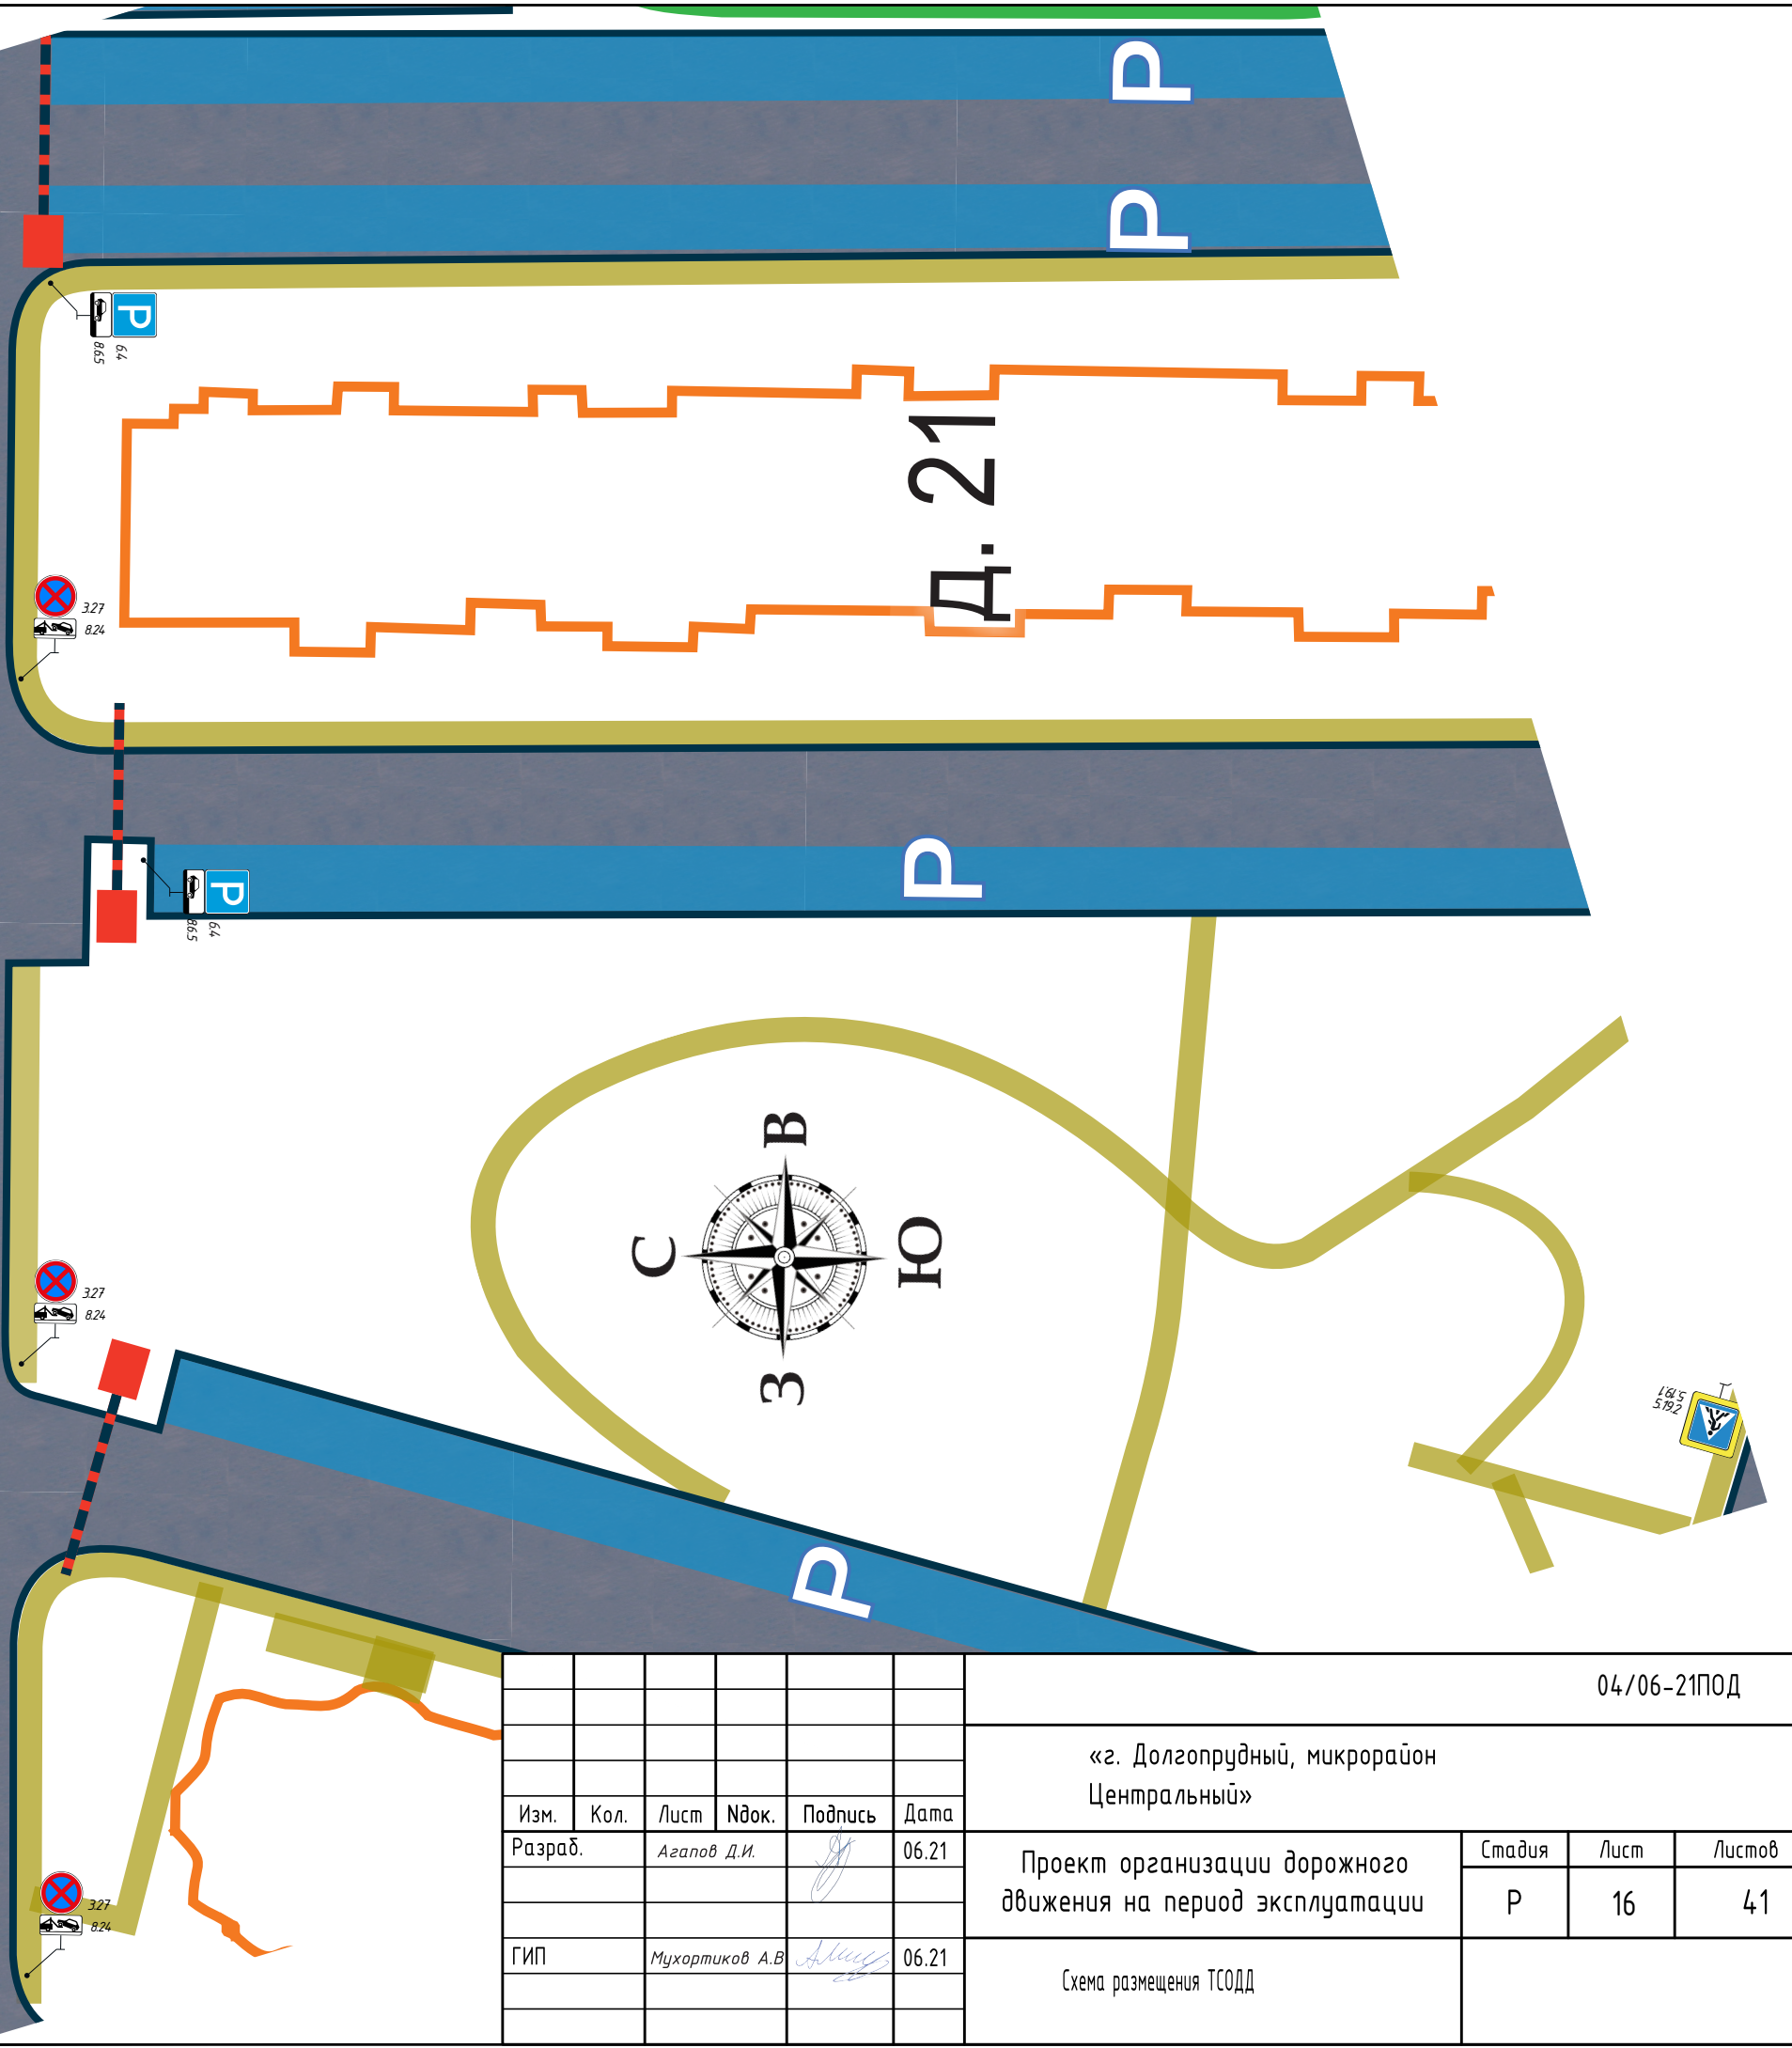 P
P
P
8.6.5
6.4
Д. 21
3.27
8.24
P
P
8.6.5
6.4
В
С
Ю
З
3.27
8.24
5.19.1
5.19.2
P
3.27
8.24
04/06-21ПОД
«г. Долгопрудный, микрорайон
Центральный»
Изм. Кол. Лист Nдок. Подпись Дата
Разраб. Агапов Д.И. 06.21
Проект организации дорожного
движения на период эксплуатации
Стадия Лист Листов
Р 16 41
ГИП Мухортиков А.В 06.21
Схема размещения ТСОДД